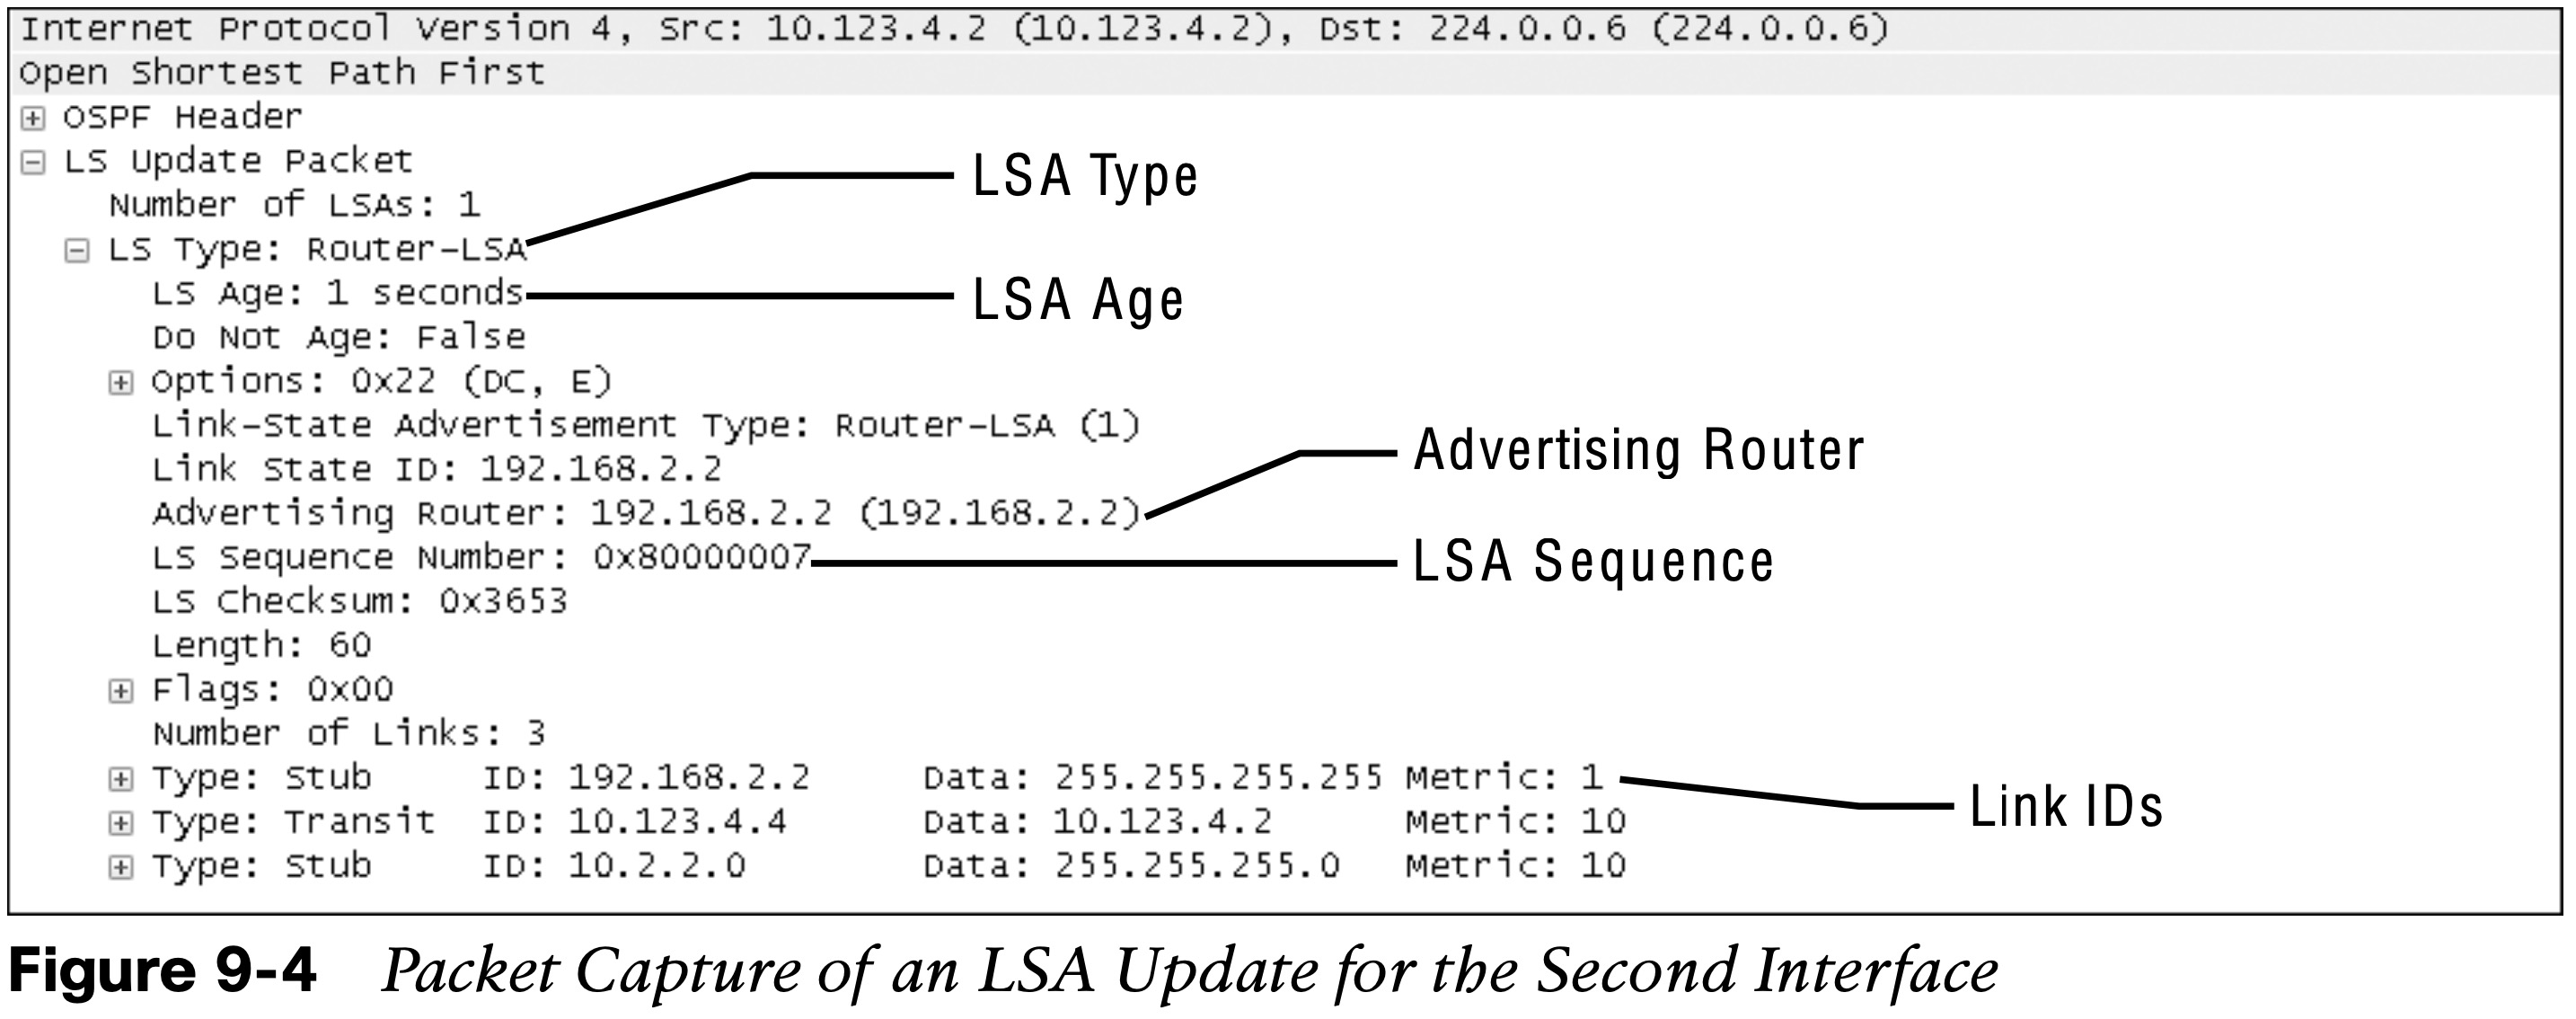 Internet Protocol Version 4, Src: 10.123.4.2 (10.123.4.2), Dst: 224.0.0.6 (224.0.0.6)
Open Shortest Path First
OSPF Header
LS Update Packet
LSA Type
Number of LSAs: 1
LS Type: Router-LSA
LS Age: 1 seconds
LSA Age
Do Not Age: False
Options: 0x22 (DC, E)
Link-State Advertisement Type: Router-LSA (1)
Advertising Router
Link State ID: 192.168.2.2
Advertising Router: 192.168.2.2 (192.168.2.2)
LS Sequence Number: 0x80000007
LSA Sequence
LS Checksum: 0x3653
Length: 60
Flags: 0x00
Number of Links: 3
Type: Stub ID: 192.168.2.2 Data: 255.255.255.255 Metric: 1
Link IDs
Type: Transit ID: 10.123.4.4 Data: 10.123.4.2 Metric: 10
Type: Stub ID: 10.2.2.0 Data: 255.255.255.0 Metric: 10
Figure 9-4 Packet Capture of an LSA Update for the Second Interface